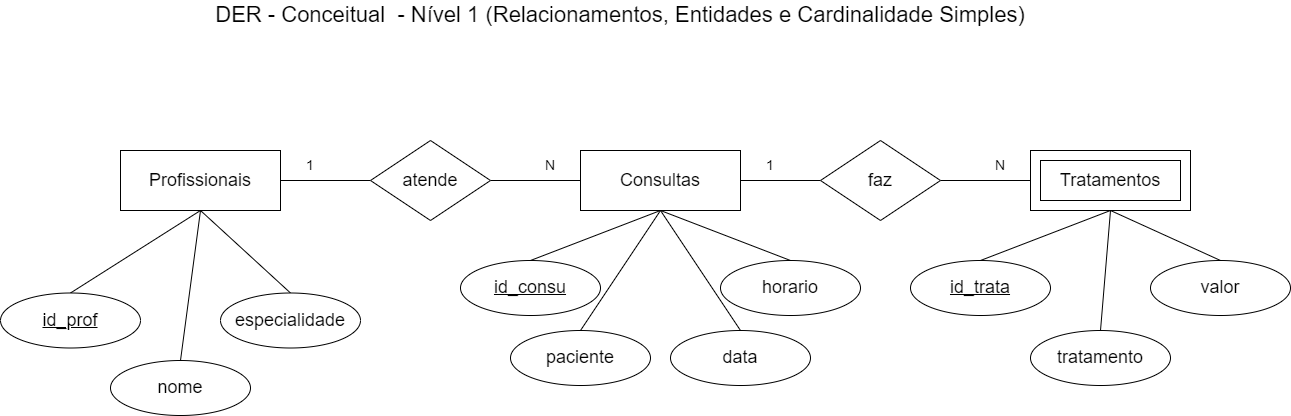 DER - Conceitual - Nível 1 (Relacionamentos, Entidades e Cardinalidade Simples)
Profissionais
1
atende
N
Consultas
1
faz
N
Tratamentos
id_prof
nome
especialidade
id_consu
paciente
data
horario
id_trata
tratamento
valor